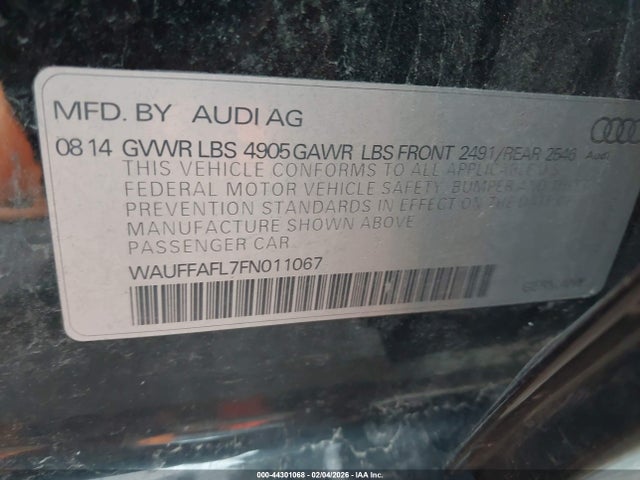 MFD. BY AUDI AG
08 14 GVWR LBS 4905 GAWR LBS FRONT 2491/REAR 2546 Audi
THIS VEHICLE CONFORMS TO ALL APPLICABLE
FEDERAL MOTOR VEHICLE SAFETY, BUMPER AND THEFT
PREVENTION STANDARDS IN EFFECT ON THE DATE OF
MANUFACTURE SHOWN ABOVE
PASSENGER CAR
WAUFFAFL7FN011067
GERMANY
000-44301068 - 02/04/2026 - IAA Inc.